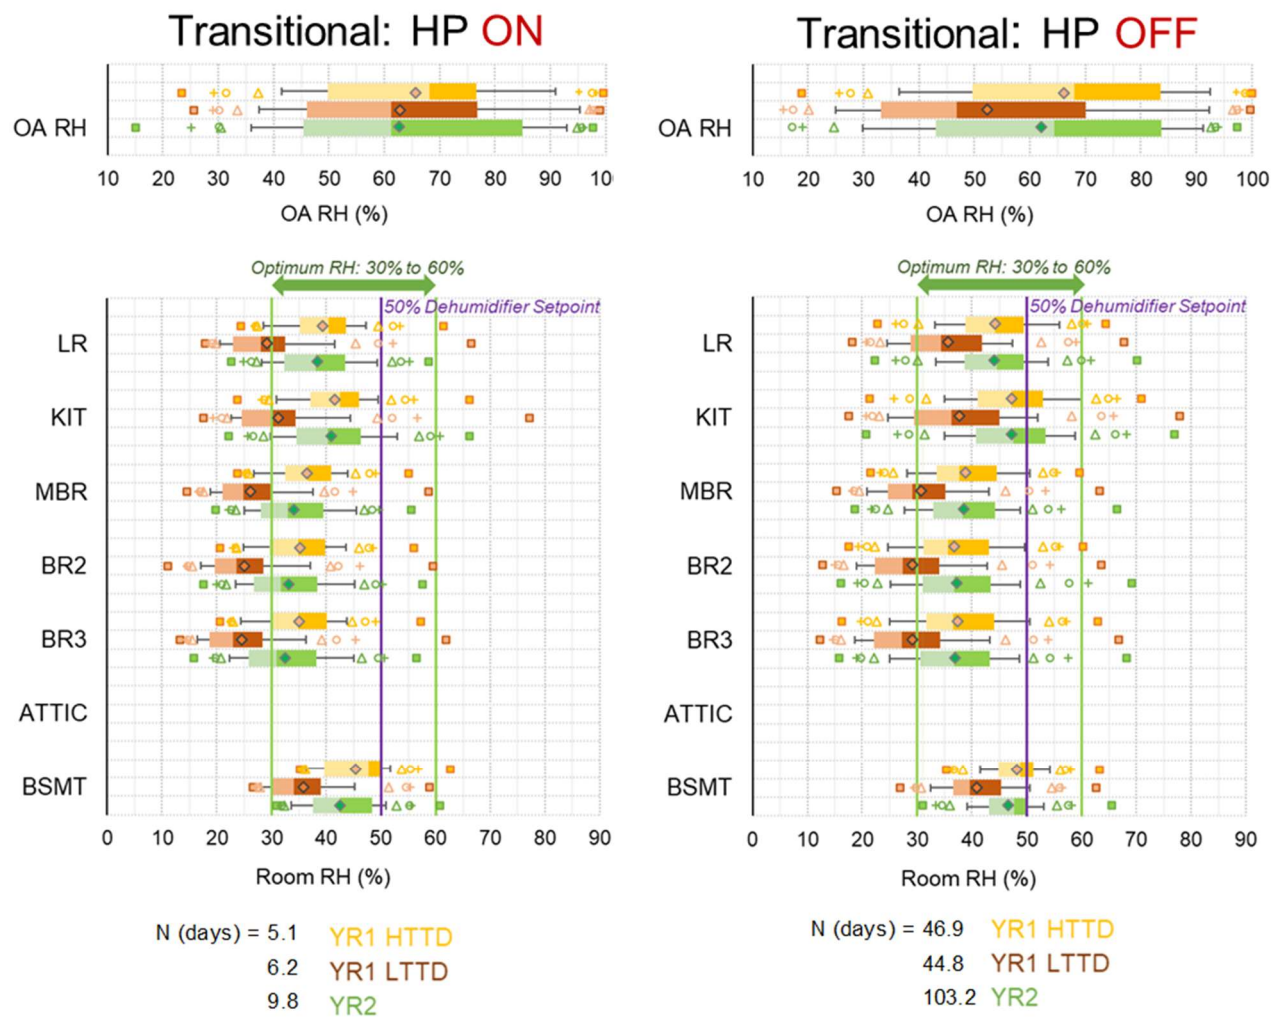 Transitional: HP ON
OA RH
10 20 30 40 50 60 70 80 90 10
OA RH (%)
Optimum RH: 30% to 60%
50% Dehumidifier Setpoint
LR
KIT
MBR
BR2
BR3
ATTIC
BSMT
0 10 20 30 40 50 60 70 80 90
Room RH (%)
N (days) = 5.1 YR1 HTTD
6.2 YR1 LTTD
9.8 YR2
Transitional: HP OFF
OA RH
10 20 30 40 50 60 70 80 90 100
OA RH (%)
Optimum RH: 30% to 60%
50% Dehumidifier Setpoint
LR
KIT
MBR
BR2
BR3
ATTIC
BSMT
0 10 20 30 40 50 60 70 80 90
Room RH (%)
N (days) = 46.9 YR1 HTTD
44.8 YR1 LTTD
103.2 YR2